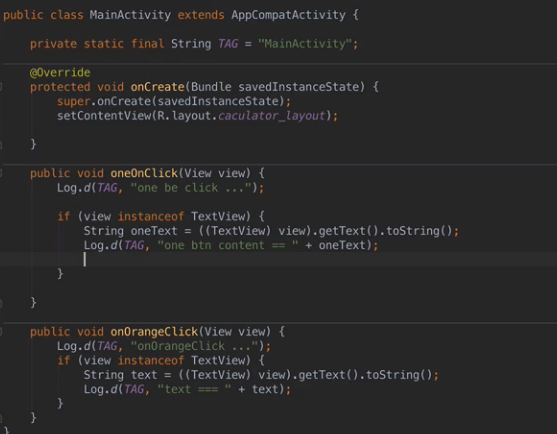 public class MainActivity extends AppCompatActivity {
private static final String TAG = "MainActivity";
@Override
protected void onCreate(Bundle savedInstanceState) {
super.onCreate(savedInstanceState);
setContentView(R.layout.caculator_layout);
}
public void oneOnClick(View view) {
Log.d(TAG, "one be click ...");
if (view instanceof TextView) {
String oneText = ((TextView) view).getText().toString();
Log.d(TAG, "one btn content == " + oneText);
}
}
public void onOrangeClick(View view) {
Log.d(TAG, "onOrangeClick ...");
if (view instanceof TextView) {
String text = ((TextView) view).getText().toString();
Log.d(TAG, "text === " + text);
}
}
}